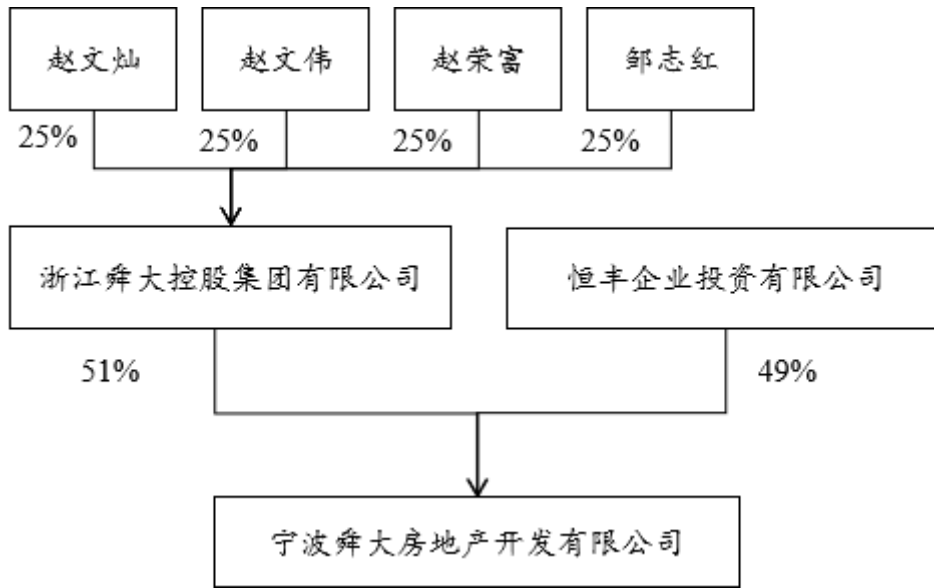 赵文灿 赵文伟 赵荣富 邹志红
25% 25% 25% 25%
浙江舜大控股集团有限公司 恒丰企业投资有限公司
51% 49%
宁波舜大房地产开发有限公司